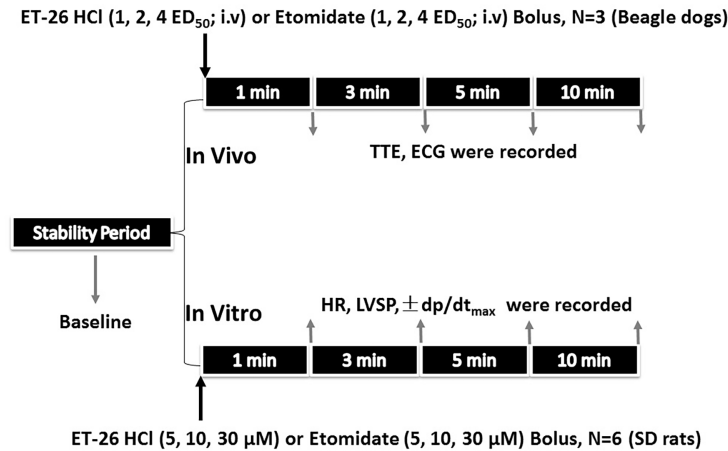 ET-26 HCl (1, 2, 4 ED50; i.v) or Etomidate (1, 2, 4 ED50; i.v) Bolus, N=3 (Beagle dogs)
1 min 3 min 5 min 10 min
TTE, ECG were recorded
In Vivo
Stability Period
Baseline
In Vitro
HR, LVSP, ±dp/dtmax were recorded
1 min 3 min 5 min 10 min
ET-26 HCl (5, 10, 30 μM) or Etomidate (5, 10, 30 μM) Bolus, N=6 (SD rats)